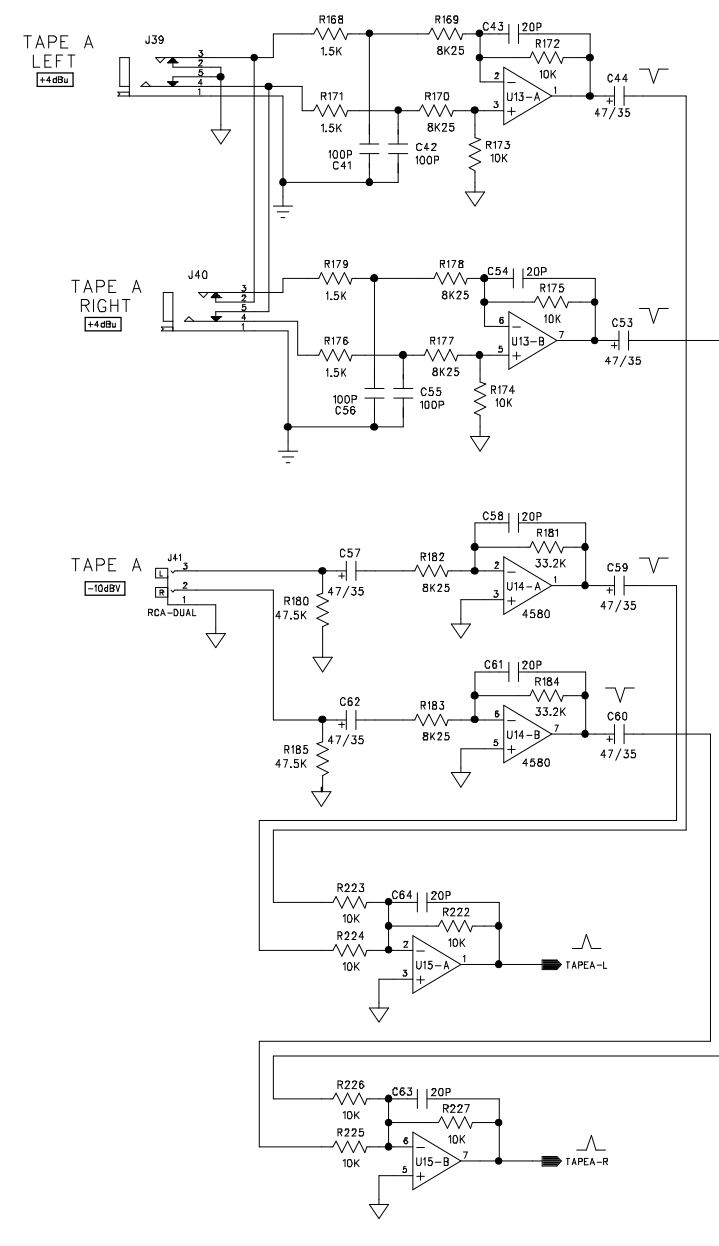 TAPE A
LEFT
+4dBu
J39
3
2
5
4
1
R168
1.5K
R169
8K25
C43
20P
R172
10K
R171
1.5K
R170
8K25
2
3
U13-A
1
C44
+
47/35
100P
C41
C42
100P
R173
10K
TAPE A
RIGHT
+4dBu
J40
3
2
5
4
1
R179
1.5K
R178
8K25
C54
20P
R175
10K
R176
1.5K
R177
8K25
6
5
U13-B
7
C53
+
47/35
100P
C56
C55
100P
R174
10K
TAPE A
-10dBV
J41
L
3
R
2
1
RCA-DUAL
R180
47.5K
C57
+
47/35
R182
8K25
C58
20P
R181
33.2K
2
3
U14-A
1
4580
C59
+
47/35
R185
47.5K
C62
+
47/35
R183
8K25
C61
20P
R184
33.2K
6
5
U14-B
7
4580
C60
+
47/35
R223
10K
R224
10K
C64
20P
R222
10K
2
3
U15-A
1
TAPEA-L
R226
10K
R225
10K
C63
20P
R227
10K
6
5
U15-B
7
TAPEA-R